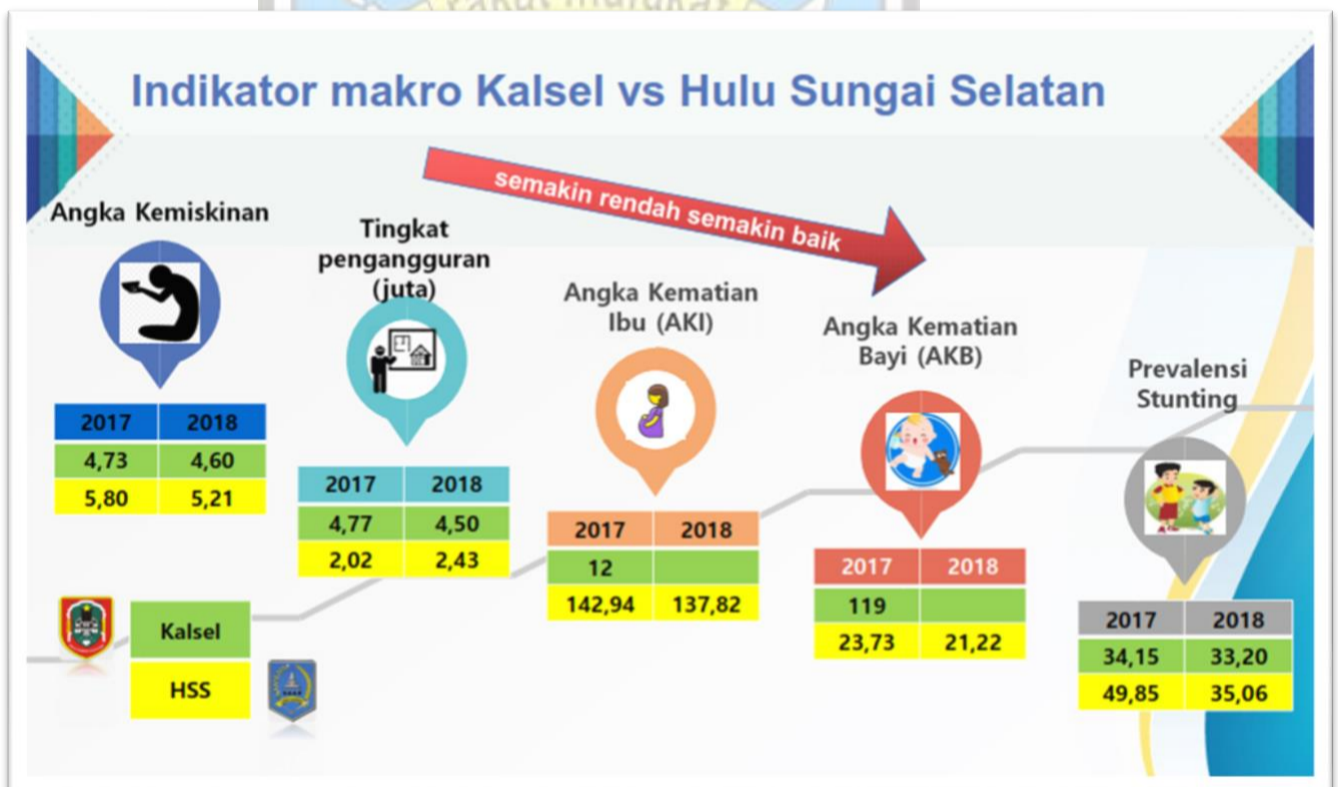 Rakat Mufakat
Indikator makro Kalsel vs Hulu Sungai Selatan
semakin rendah semakin baik
Angka Kemiskinan
2017 2018
4,73 4,60
5,80 5,21
Tingkat
pengangguran
(juta)
2017 2018
4,77 4,50
2,02 2,43
Angka Kematian
Ibu (AKI)
2017 2018
12
142,94 137,82
Angka Kematian
Bayi (AKB)
2017 2018
119
23,73 21,22
Prevalensi
Stunting
2017 2018
34,15 33,20
49,85 35,06
Kalsel
HSS